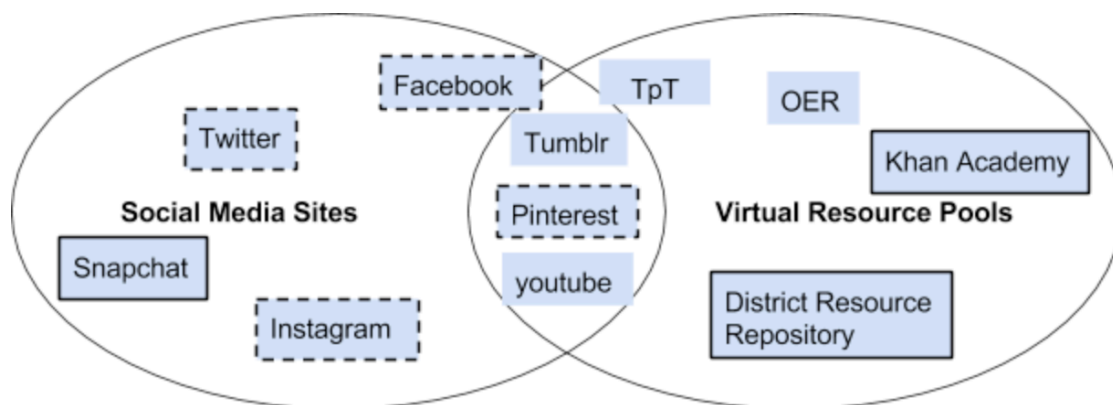 Facebook
TpT
OER
Twitter
Tumblr
Khan Academy
Social Media Sites
Pinterest
Virtual Resource Pools
Snapchat
youtube
Instagram
District Resource
Repository